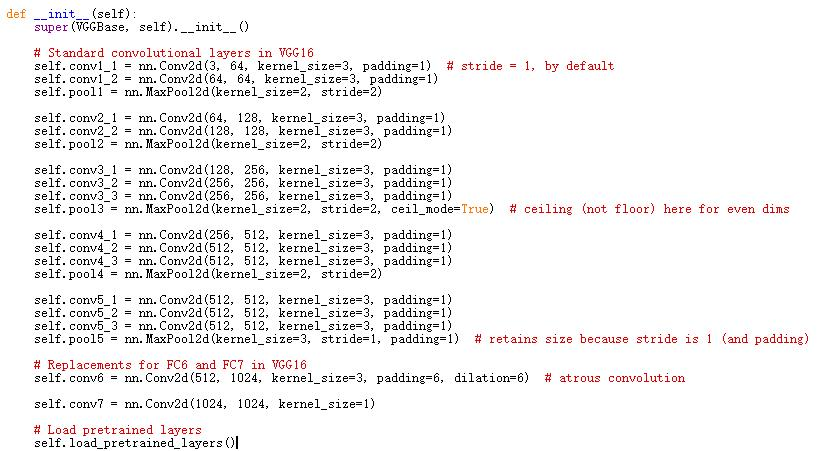 def __init__(self):
    super(VGGBase, self).__init__()
    # Standard convolutional layers in VGG16
    self.conv1_1 = nn.Conv2d(3, 64, kernel_size=3, padding=1)  # stride = 1, by default
    self.conv1_2 = nn.Conv2d(64, 64, kernel_size=3, padding=1)
    self.pool1 = nn.MaxPool2d(kernel_size=2, stride=2)
    self.conv2_1 = nn.Conv2d(64, 128, kernel_size=3, padding=1)
    self.conv2_2 = nn.Conv2d(128, 128, kernel_size=3, padding=1)
    self.pool2 = nn.MaxPool2d(kernel_size=2, stride=2)
    self.conv3_1 = nn.Conv2d(128, 256, kernel_size=3, padding=1)
    self.conv3_2 = nn.Conv2d(256, 256, kernel_size=3, padding=1)
    self.conv3_3 = nn.Conv2d(256, 256, kernel_size=3, padding=1)
    self.pool3 = nn.MaxPool2d(kernel_size=2, stride=2, ceil_mode=True)  # ceiling (not floor) here for even dims
    self.conv4_1 = nn.Conv2d(256, 512, kernel_size=3, padding=1)
    self.conv4_2 = nn.Conv2d(512, 512, kernel_size=3, padding=1)
    self.conv4_3 = nn.Conv2d(512, 512, kernel_size=3, padding=1)
    self.pool4 = nn.MaxPool2d(kernel_size=2, stride=2)
    self.conv5_1 = nn.Conv2d(512, 512, kernel_size=3, padding=1)
    self.conv5_2 = nn.Conv2d(512, 512, kernel_size=3, padding=1)
    self.conv5_3 = nn.Conv2d(512, 512, kernel_size=3, padding=1)
    self.pool5 = nn.MaxPool2d(kernel_size=3, stride=1, padding=1)  # retains size because stride is 1 (and padding)
    # Replacements for FC6 and FC7 in VGG16
    self.conv6 = nn.Conv2d(512, 1024, kernel_size=3, padding=6, dilation=6)  # atrous convolution
    self.conv7 = nn.Conv2d(1024, 1024, kernel_size=1)
    # Load pretrained layers
    self.load_pretrained_layers()